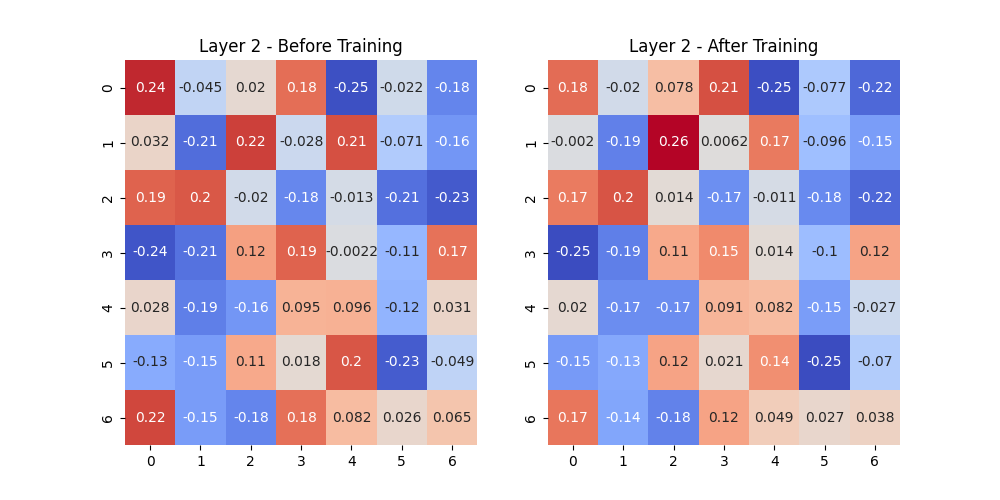 Layer 2 - Before Training
0 0.24 -0.045 0.02 0.18 -0.25 -0.022 -0.18
1 0.032 -0.21 0.22 -0.028 0.21 -0.071 -0.16
2 0.19 0.2 -0.02 -0.18 -0.013 -0.21 -0.23
3 -0.24 -0.21 0.12 0.19 -0.0022 -0.11 0.17
4 0.028 -0.19 -0.16 0.095 0.096 -0.12 0.031
5 -0.13 -0.15 0.11 0.018 0.2 -0.23 -0.049
6 0.22 -0.15 -0.18 0.18 0.082 0.026 0.065
0 1 2 3 4 5 6
Layer 2 - After Training
0 0.18 -0.02 0.078 0.21 -0.25 -0.077 -0.22
1 -0.002 -0.19 0.26 0.0062 0.17 -0.096 -0.15
2 0.17 0.2 0.014 -0.17 -0.011 -0.18 -0.22
3 -0.25 -0.19 0.11 0.15 0.014 -0.1 0.12
4 0.02 -0.17 -0.17 0.091 0.082 -0.15 -0.027
5 -0.15 -0.13 0.12 0.021 0.14 -0.25 -0.07
6 0.17 -0.14 -0.18 0.12 0.049 0.027 0.038
0 1 2 3 4 5 6